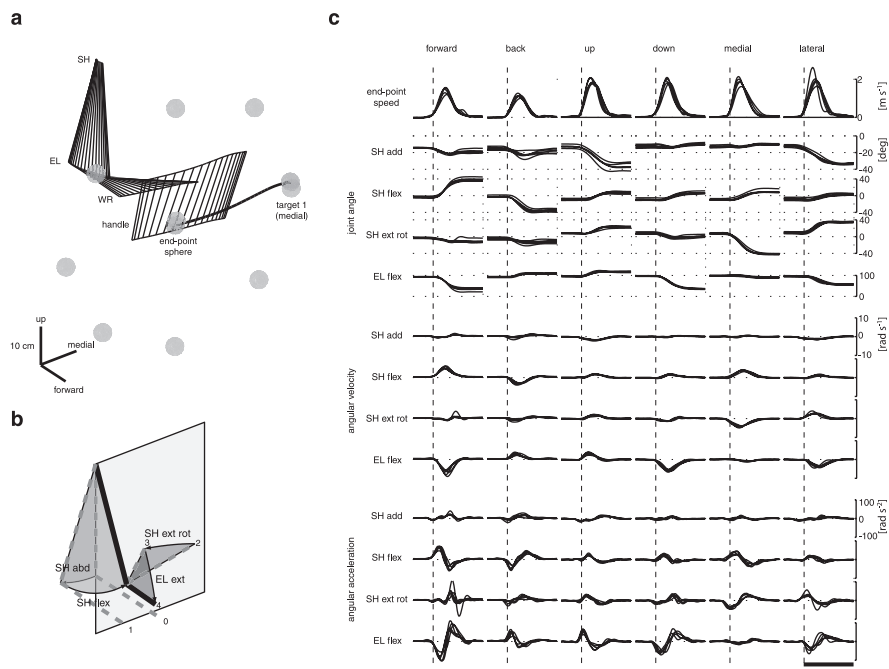 a
SH
EL
WR
handle
end-point
sphere
target 1
(medial)
up
10 cm
medial
forward
b
SH ext rot
3
2
SH abd
EL ext
SH flex
4
0
1
c
forward back up down medial lateral
end-point
speed
2
0
[m s⁻¹]
joint angle
SH add
0
-20
-40
[deg]
SH flex
40
0
-40
SH ext rot
40
0
-40
EL flex
100
0
angular velocity
SH add
10
-10
[rad s⁻¹]
SH flex
SH ext rot
EL flex
angular acceleration
SH add
100
-100
[rad s⁻²]
SH flex
SH ext rot
EL flex